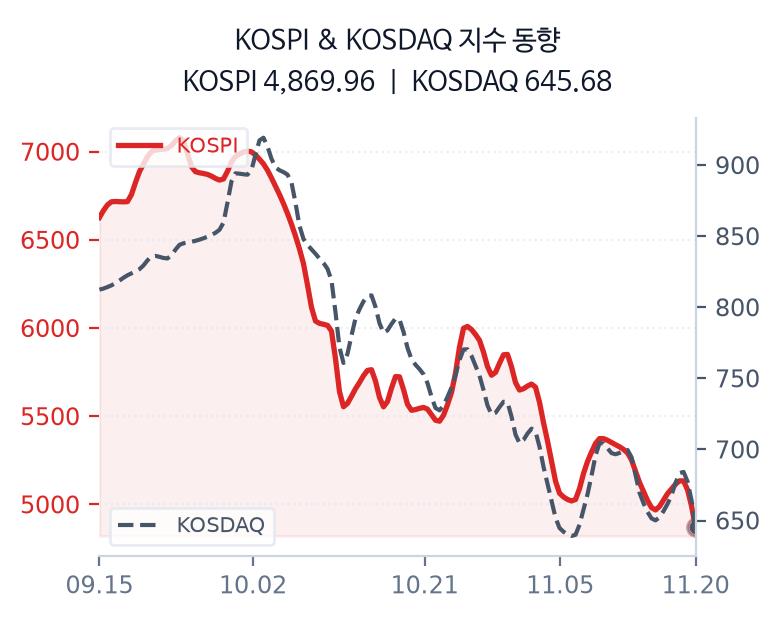 KOSPI & KOSDAQ 지수 동향
KOSPI 4,869.96 | KOSDAQ 645.68
KOSPI
7000
6500
6000
5500
5000
900
850
800
750
700
650
KOSDAQ
09.15 10.02 10.21 11.05 11.20